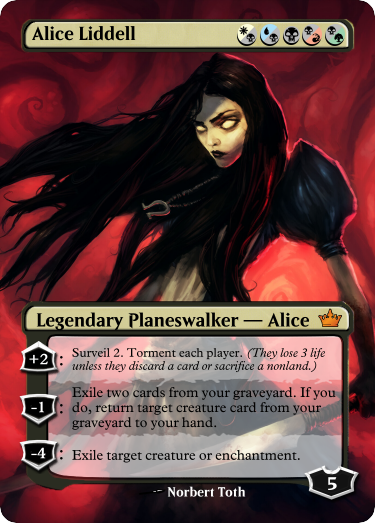 Alice Liddell
Legendary Planeswalker — Alice
+2: Surveil 2. Torment each player. (They lose 3 life
unless they discard a card or sacrifice a nonland.)
-1: Exile two cards from your graveyard. If you
do, return target creature card from your
graveyard to your hand.
-4: Exile target creature or enchantment.
5
Norbert Toth